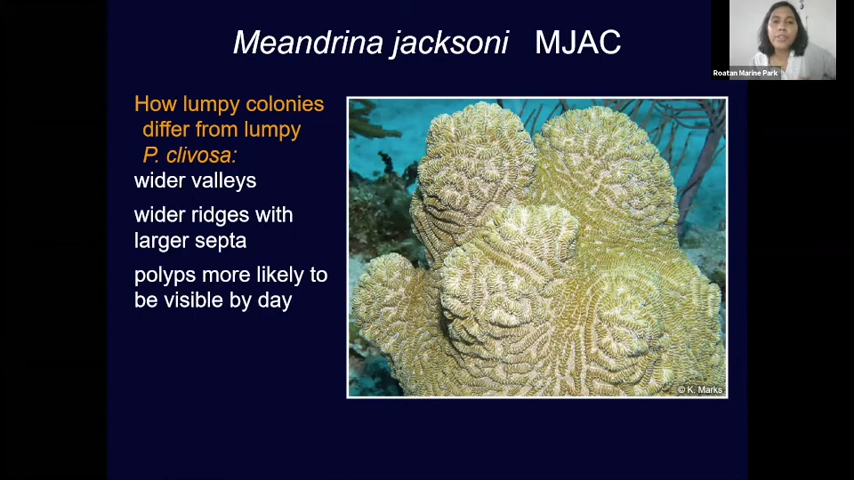 Meandrina jacksoni MJAC
Roatan Marine Park
How lumpy colonies
differ from lumpy
P. clivosa:
wider valleys
wider ridges with
larger septa
polyps more likely to
be visible by day
© K. Marks